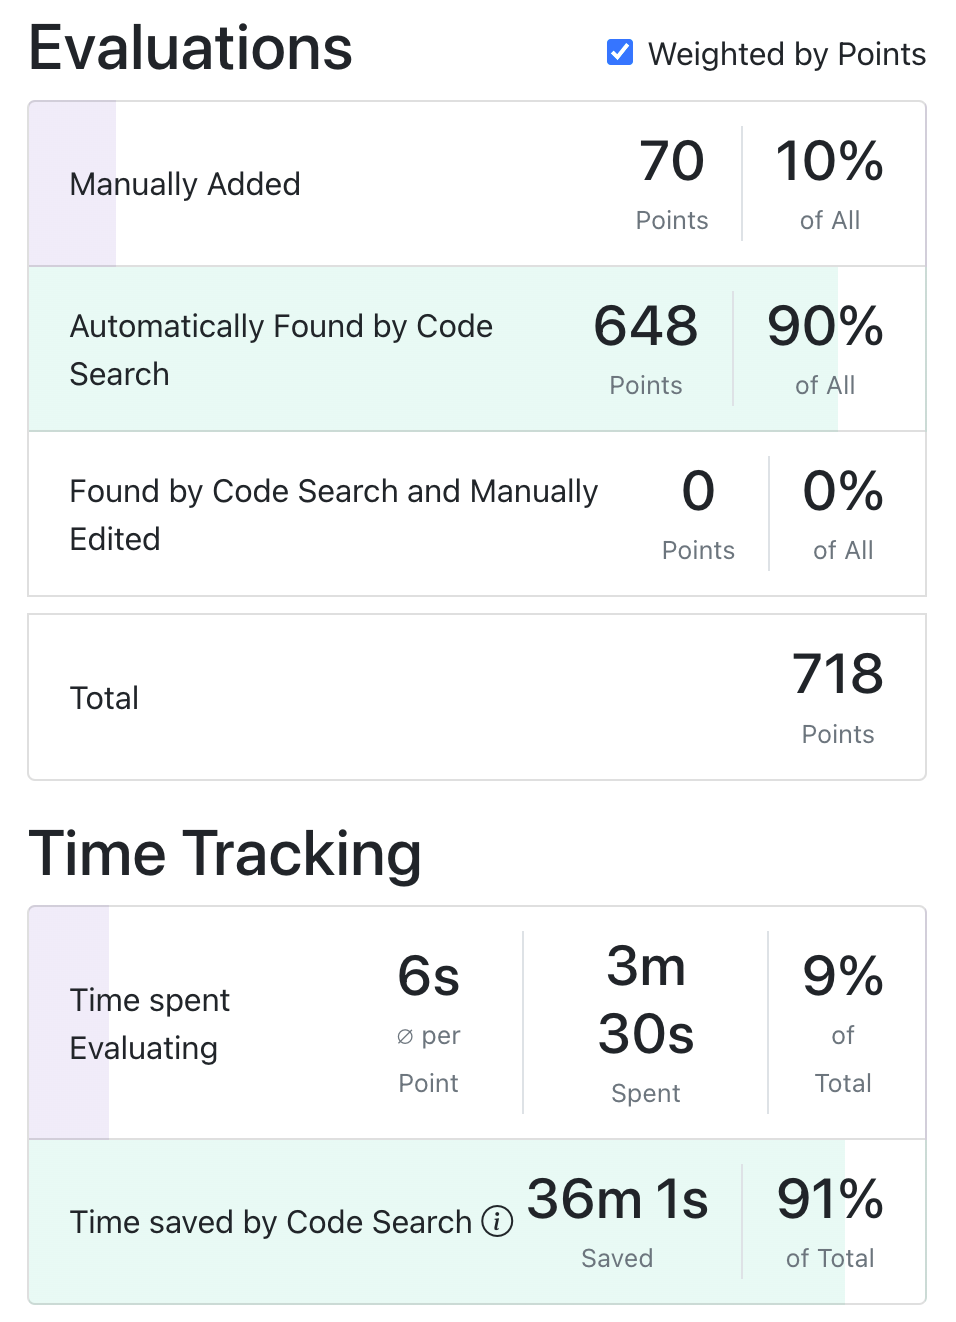 Evaluations
Weighted by Points
Manually Added
70
Points
10%
of All
Automatically Found by Code
Search
648
Points
90%
of All
Found by Code Search and Manually
Edited
0
Points
0%
of All
Total
718
Points
Time Tracking
Time spent
Evaluating
6s
∅ per
Point
3m
30s
Spent
9%
of
Total
Time saved by Code Search
36m 1s
Saved
91%
of Total